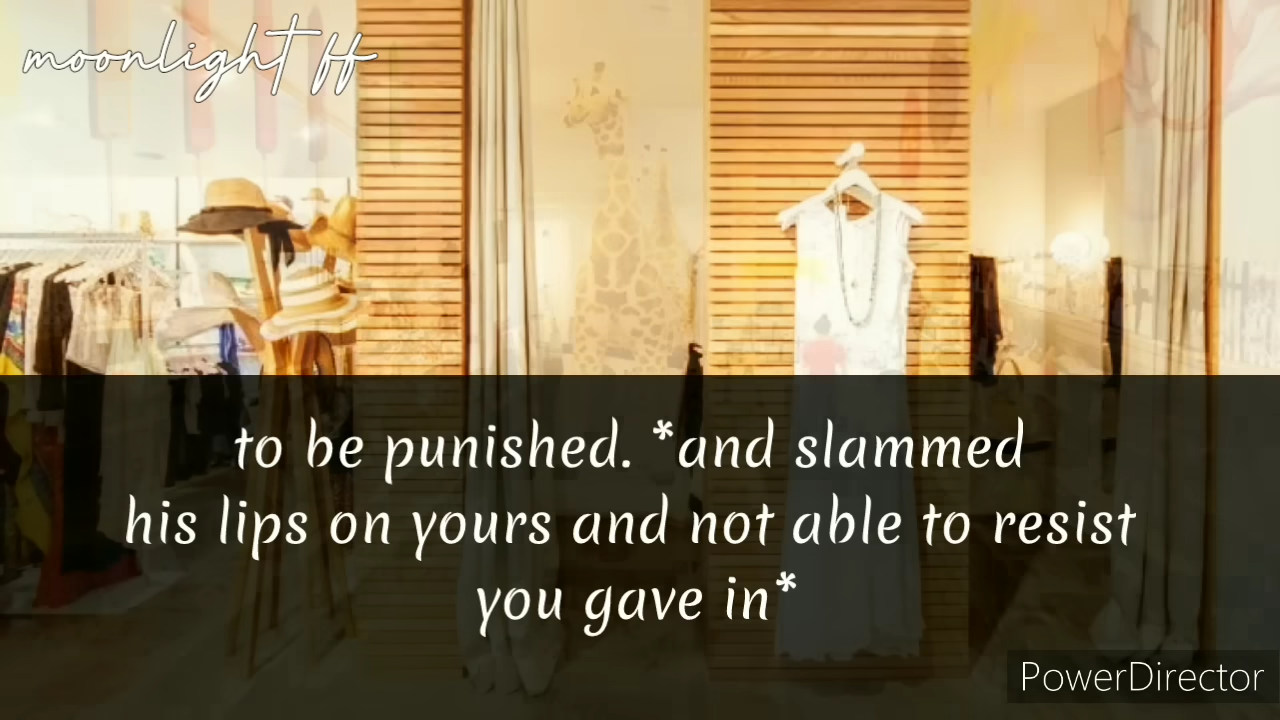 moonlight ff
to be punished. *and slammed
his lips on yours and not able to resist
you gave in*
PowerDirector